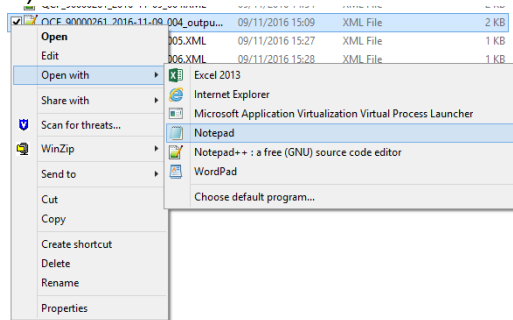 QCF_90000261_2016-11-09_004_outpu... 09/11/2016 15:09 XML File 2 KB
Open 005.XML 09/11/2016 15:27 XML File 1 KB
Edit 006.XML 09/11/2016 15:28 XML File 1 KB
Open with
Excel 2013
Internet Explorer
Microsoft Application Virtualization Virtual Process Launcher
Notepad
Notepad++ : a free (GNU) source code editor
WordPad
Choose default program...
Share with
Scan for threats...
WinZip
Send to
Cut
Copy
Create shortcut
Delete
Rename
Properties